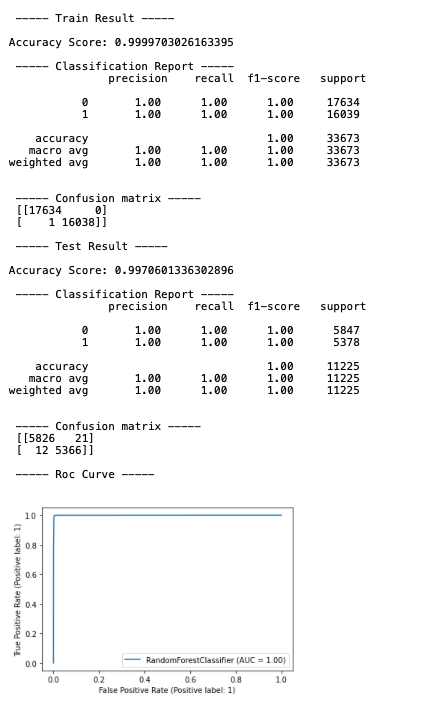 ----- Train Result -----
Accuracy Score: 0.9999703026163395
----- Classification Report -----
precision recall f1-score support
0 1.00 1.00 1.00 17634
1 1.00 1.00 1.00 16039
accuracy 1.00 33673
macro avg 1.00 1.00 1.00 33673
weighted avg 1.00 1.00 1.00 33673
----- Confusion matrix -----
[[17634 0]
[ 1 16038]]
----- Test Result -----
Accuracy Score: 0.9970601336302896
----- Classification Report -----
precision recall f1-score support
0 1.00 1.00 1.00 5847
1 1.00 1.00 1.00 5378
accuracy 1.00 11225
macro avg 1.00 1.00 1.00 11225
weighted avg 1.00 1.00 1.00 11225
----- Confusion matrix -----
[[5826 21]
[ 12 5366]]
----- Roc Curve -----
1.0
0.8
0.6
0.4
0.2
0.0
True Positive Rate (Positive label: 1)
RandomForestClassifier (AUC = 1.00)
0.0 0.2 0.4 0.6 0.8 1.0
False Positive Rate (Positive label: 1)